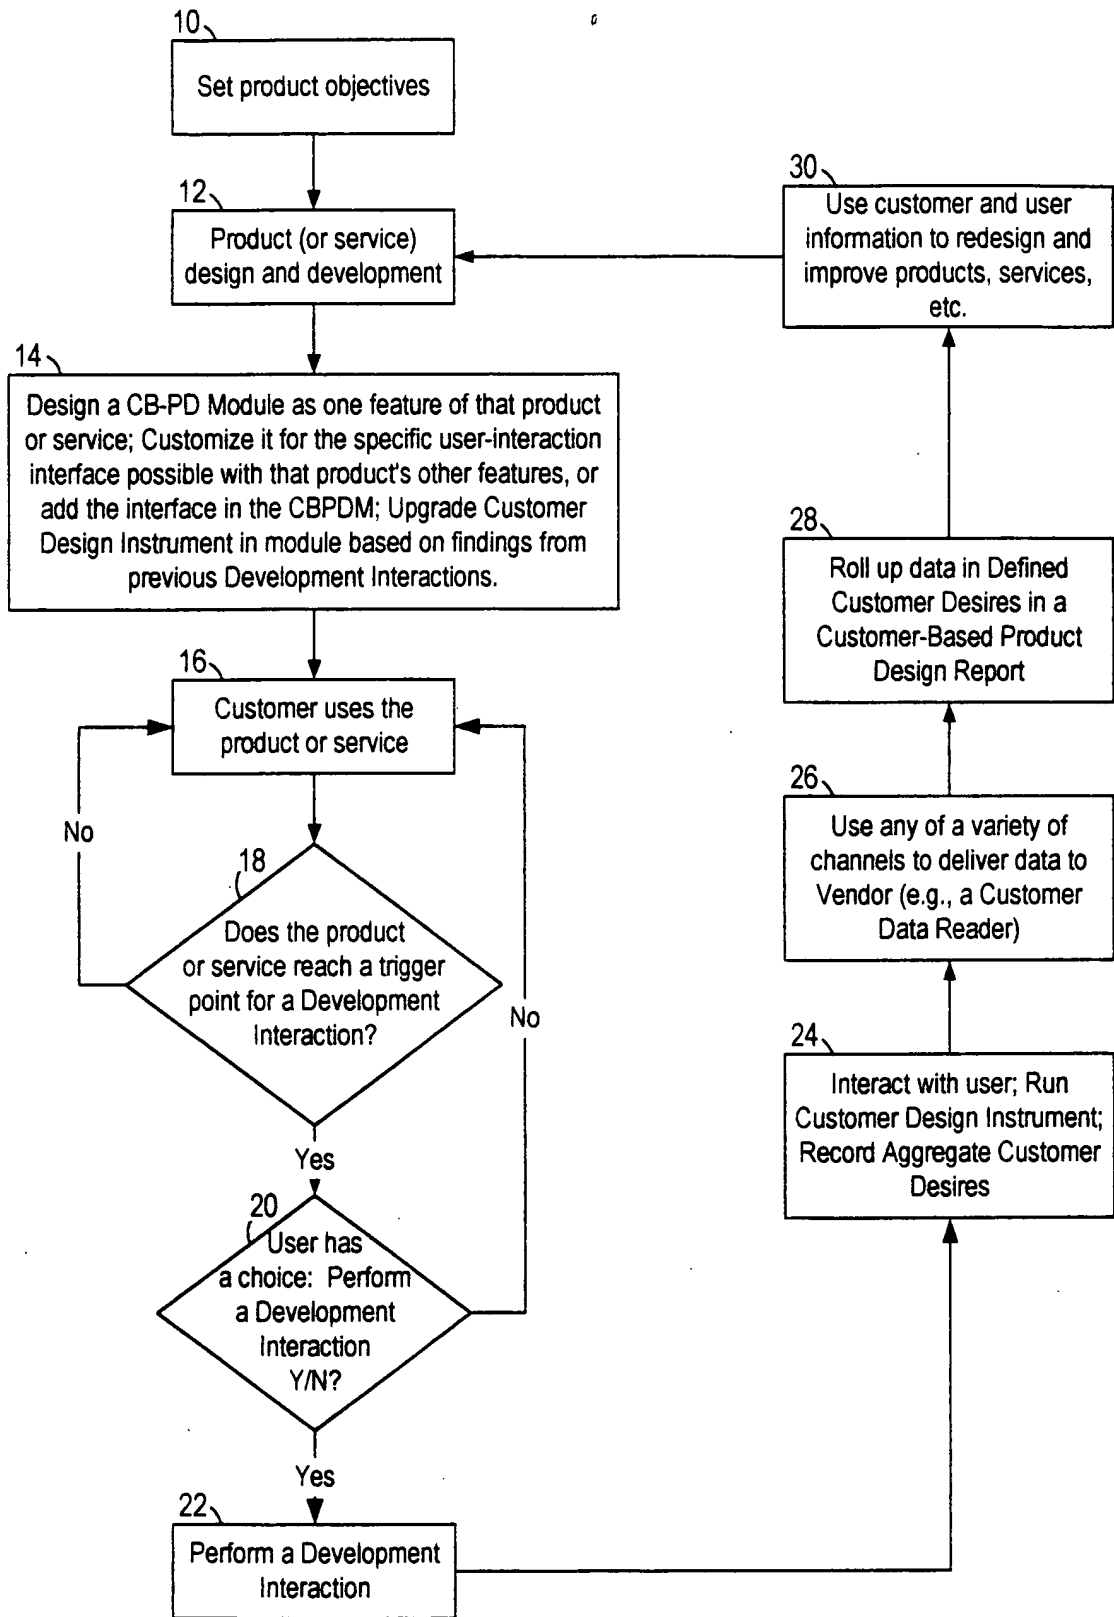 10
Set product objectives
12
Product (or service)
design and development
14
Design a CB-PD Module as one feature of that product
or service; Customize it for the specific user-interaction
interface possible with that product's other features, or
add the interface in the CBPDM; Upgrade Customer
Design Instrument in module based on findings from
previous Development Interactions.
16
Customer uses the
product or service
No
18
Does the product
or service reach a trigger
point for a Development
Interaction?
No
Yes
20
User has
a choice: Perform
a Development
Interaction
Y/N?
Yes
22
Perform a Development
Interaction
24
Interact with user; Run
Customer Design Instrument;
Record Aggregate Customer
Desires
26
Use any of a variety of
channels to deliver data to
Vendor (e.g., a Customer
Data Reader)
28
Roll up data in Defined
Customer Desires in a
Customer-Based Product
Design Report
30
Use customer and user
information to redesign and
improve products, services,
etc.